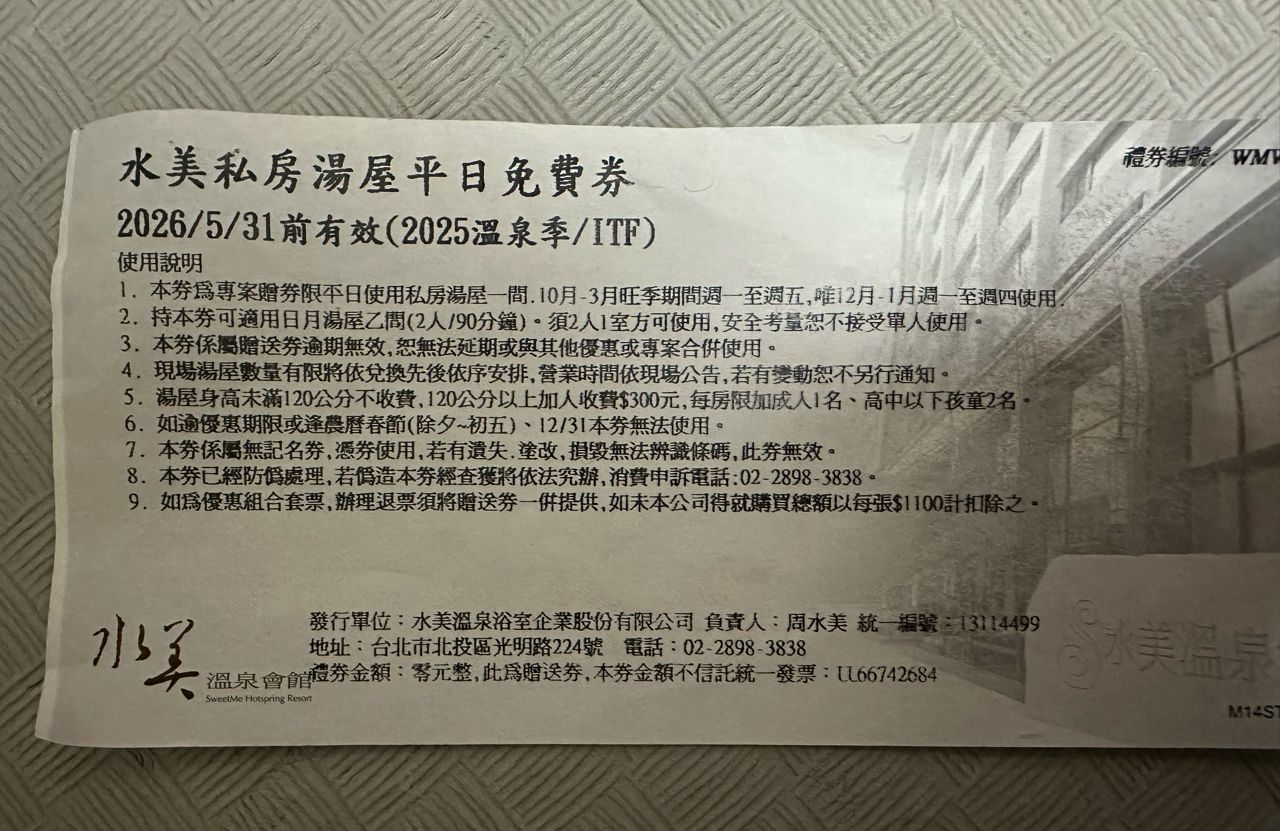 水美私房湯屋平日免費券
禮券編號: WMW
2026/5/31前有效(2025溫泉季/ITF)
使用說明
1. 本券爲專案贈券限平日使用私房湯屋一間.10月-3月旺季期間週一至週五,唯12月-1月週一至週四使用.
2. 持本券可適用日月湯屋乙間(2人/90分鐘)。須2人1室方可使用,安全考量恕不接受單人使用。
3. 本券係屬贈送券逾期無效,恕無法延期或與其他優惠或專案合併使用。
4. 現場湯屋數量有限將依兌換先後依序安排,營業時間依現場公告,若有變動恕不另行通知。
5. 湯屋身高未滿120公分不收費,120公分以上加人收費$300元,每房限加成人1名、高中以下孩童2名。
6. 如逾優惠期限或逢農曆春節(除夕~初五)、12/31本券無法使用。
7. 本券係屬無記名券,憑券使用,若有遺失.塗改,損毀無法辨識條碼,此券無效。
8. 本券已經防偽處理,若偽造本券經查獲將依法究辦,消費申訴電話:02-2898-3838。
9. 如爲優惠組合套票,辦理退票須將贈送券一併提供,如未本公司得就購買總額以每張$1100計扣除之。
發行單位：水美溫泉浴室企業股份有限公司 負責人：周水美 統一編號：13114499
地址：台北市北投區光明路224號 電話：02-2898-3838
禮券金額：零元整,此爲贈送券,本券金額不信託統一發票：UU66742684
水美 溫泉會館
SweetMe Hotspring Resort
水美溫泉
M14ST